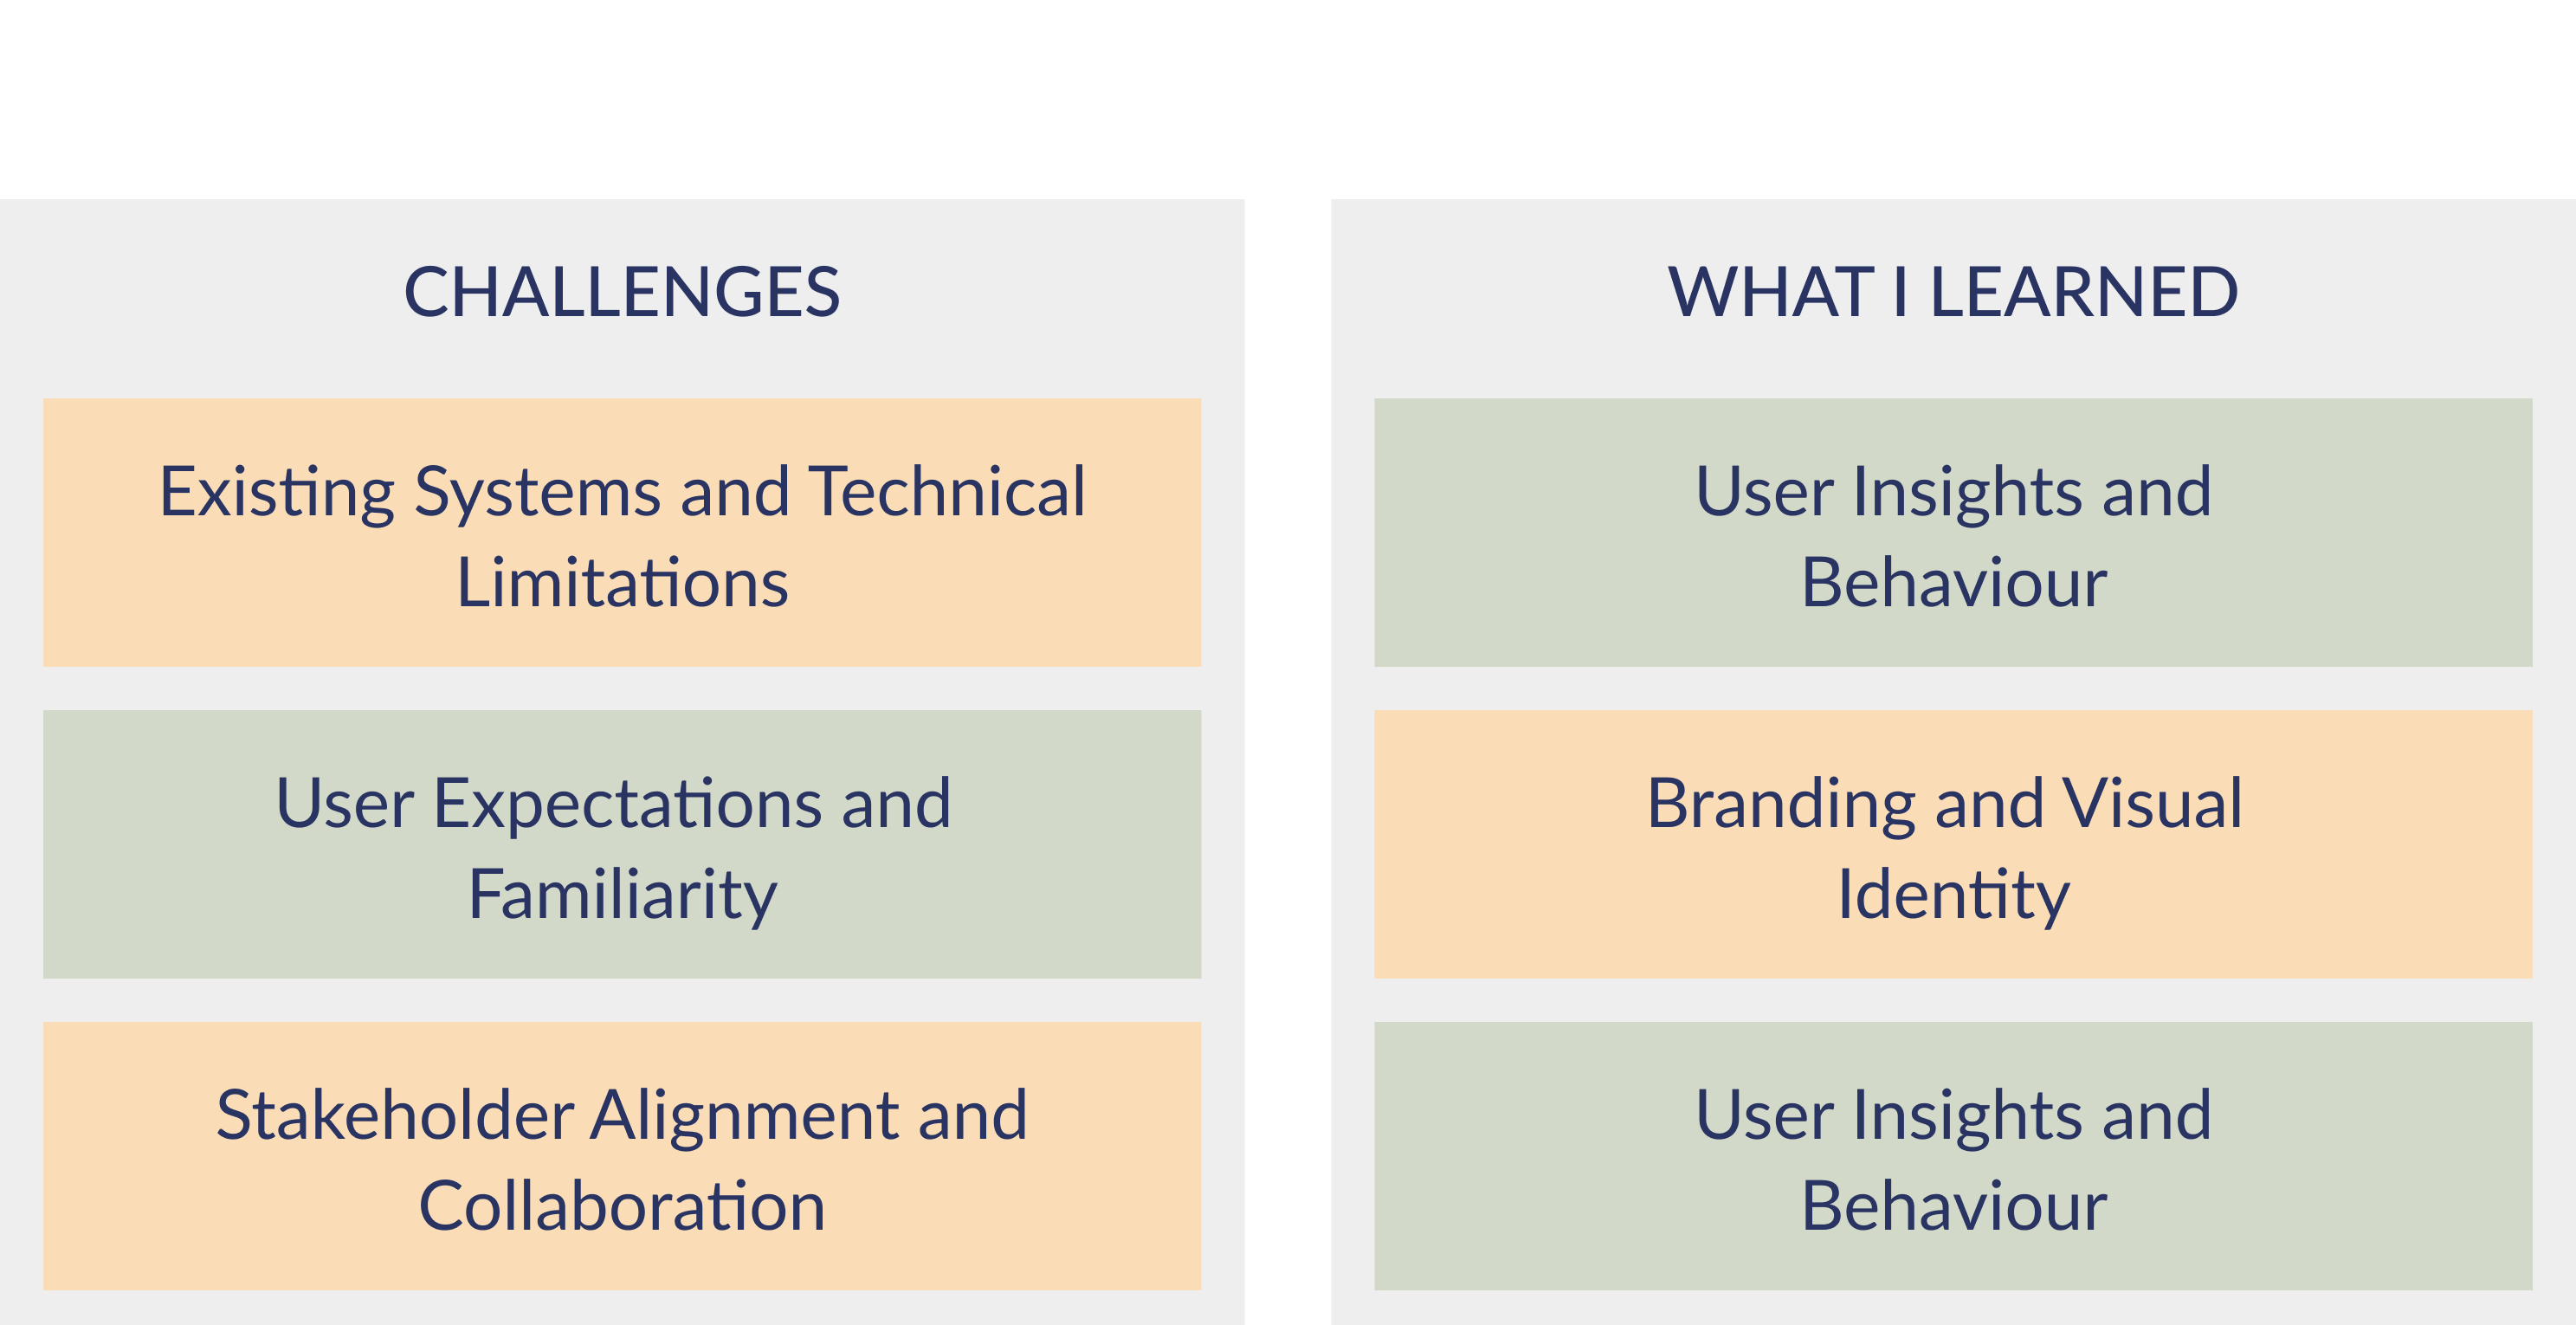 CHALLENGES
Existing Systems and Technical
Limitations
User Expectations and
Familiarity
Stakeholder Alignment and
Collaboration
WHAT I LEARNED
User Insights and
Behaviour
Branding and Visual
Identity
User Insights and
Behaviour